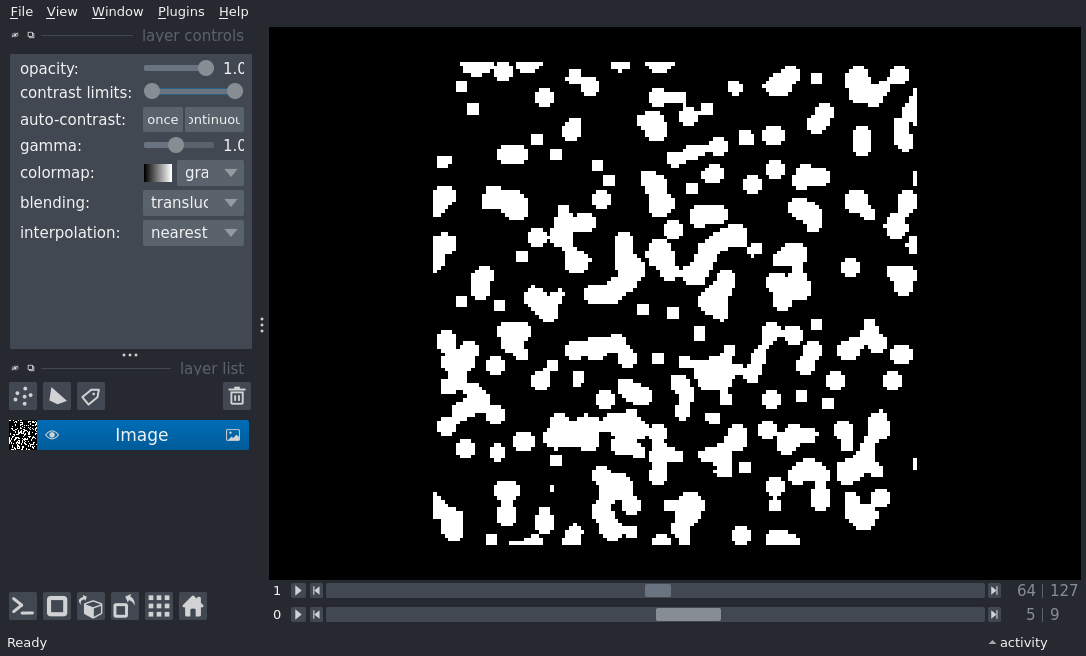 File View Window Plugins Help
layer controls
opacity: 1.0
contrast limits:
auto-contrast: once ontinuou
gamma: 1.0
colormap: gra
blending: transluc
interpolation: nearest
layer list
Image
1 64 | 127
0 5 | 9
Ready activity